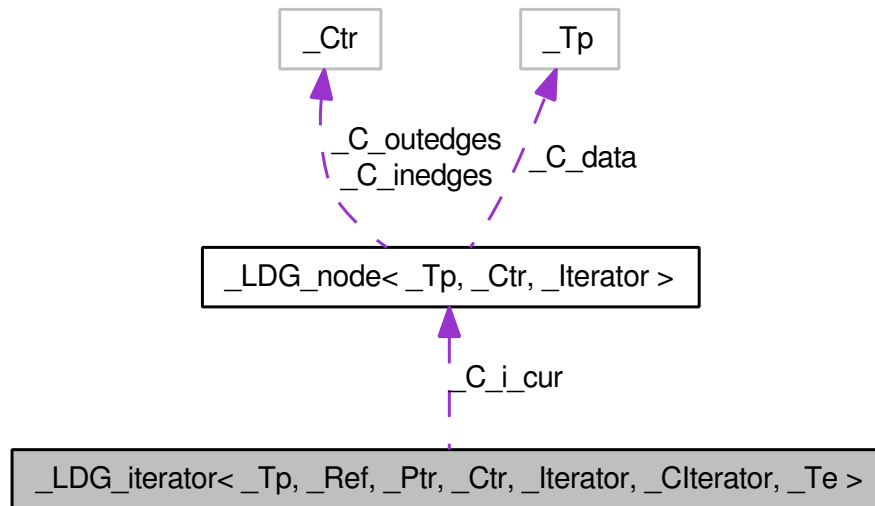 _Ctr
_Tp
_C_outedges
_C_inedges
_C_data
_LDG_node< _Tp, _Ctr, _Iterator >
_C_i_cur
_LDG_iterator< _Tp, _Ref, _Ptr, _Ctr, _Iterator, _CIterator, _Te >